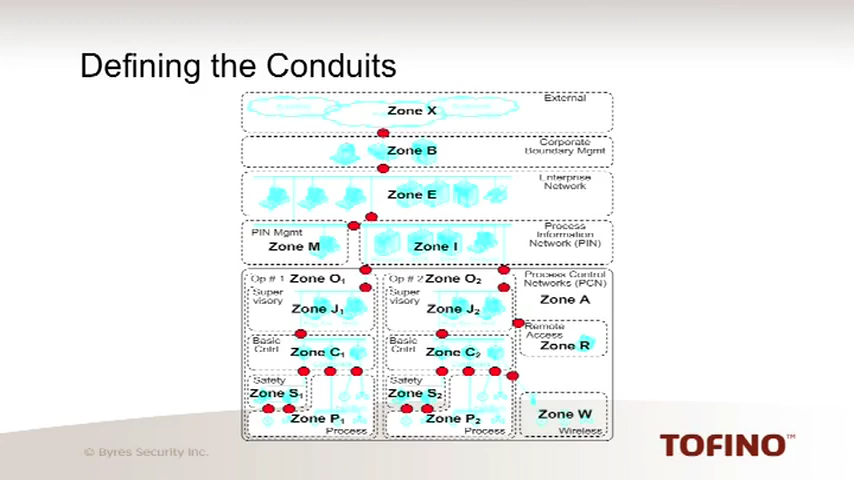 Defining the Conduits
External
Zone X
Corporate
Boundary Mgmt
Zone B
Enterprise
Network
Zone E
PIN Mgmt
Zone M
Zone I
Process
Information
Network (PIN)
Op # 1 Zone O1
Op # 2 Zone O2
Process Control
Networks (PCN)
Zone A
Super
visory
Zone J1
Super
visory
Zone J2
Remote
Access
Zone R
Basic
Cntrl
Zone C1
Basic
Cntrl
Zone C2
Safety
Zone S1
Safety
Zone S2
Zone P1
Process
Zone P2
Process
Zone W
Wireless
© Byres Security Inc.
TOFINO™